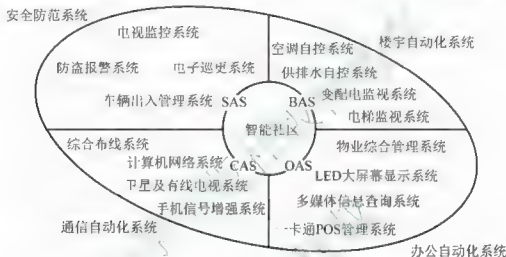 安全防范系统
电视监控系统
防盗报警系统 电子巡更系统
车辆出入管理系统 SAS
空调自控系统 楼宇自动化系统
供排水自控系统
BAS 变配电监视系统
电梯监视系统
智能社区
综合布线系统
计算机网络系统 CAS
卫星及有线电视系统
手机信号增强系统
通信自动化系统
物业综合管理系统
OAS LED大屏幕显示系统
多媒体信息查询系统
一卡通POS管理系统
办公自动化系统